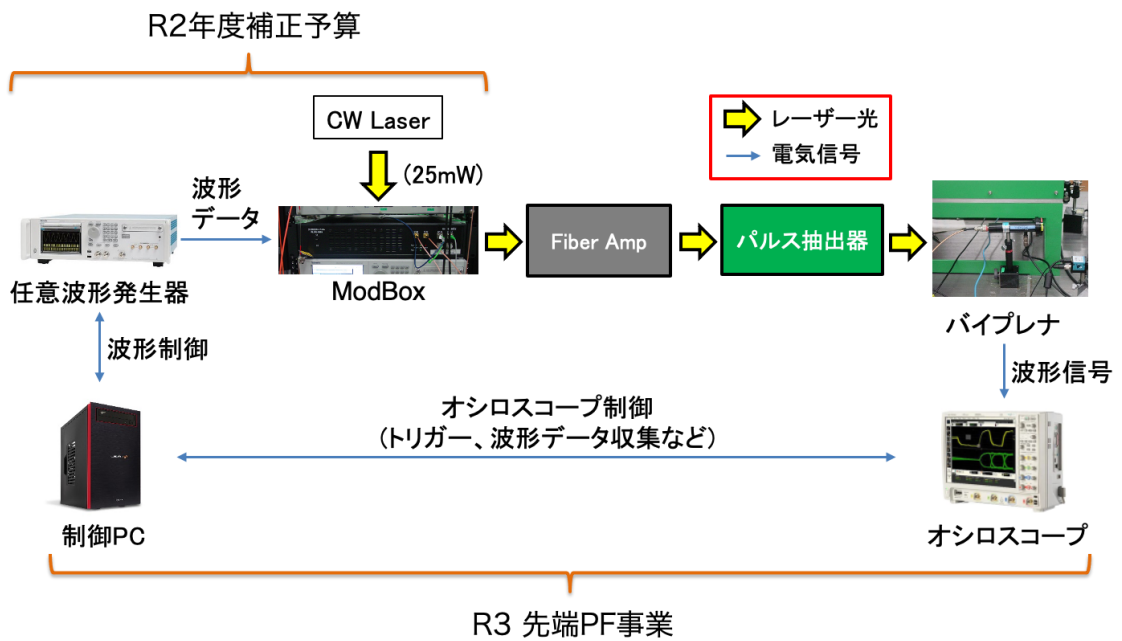 R2年度補正予算
CW Laser
(25mW)
レーザー光
電気信号
波形
データ
Fiber Amp
パルス抽出器
任意波形発生器
ModBox
バイプレナ
波形制御
波形信号
オシロスコープ制御
(トリガー、波形データ収集など)
制御PC
オシロスコープ
R3 先端PF事業